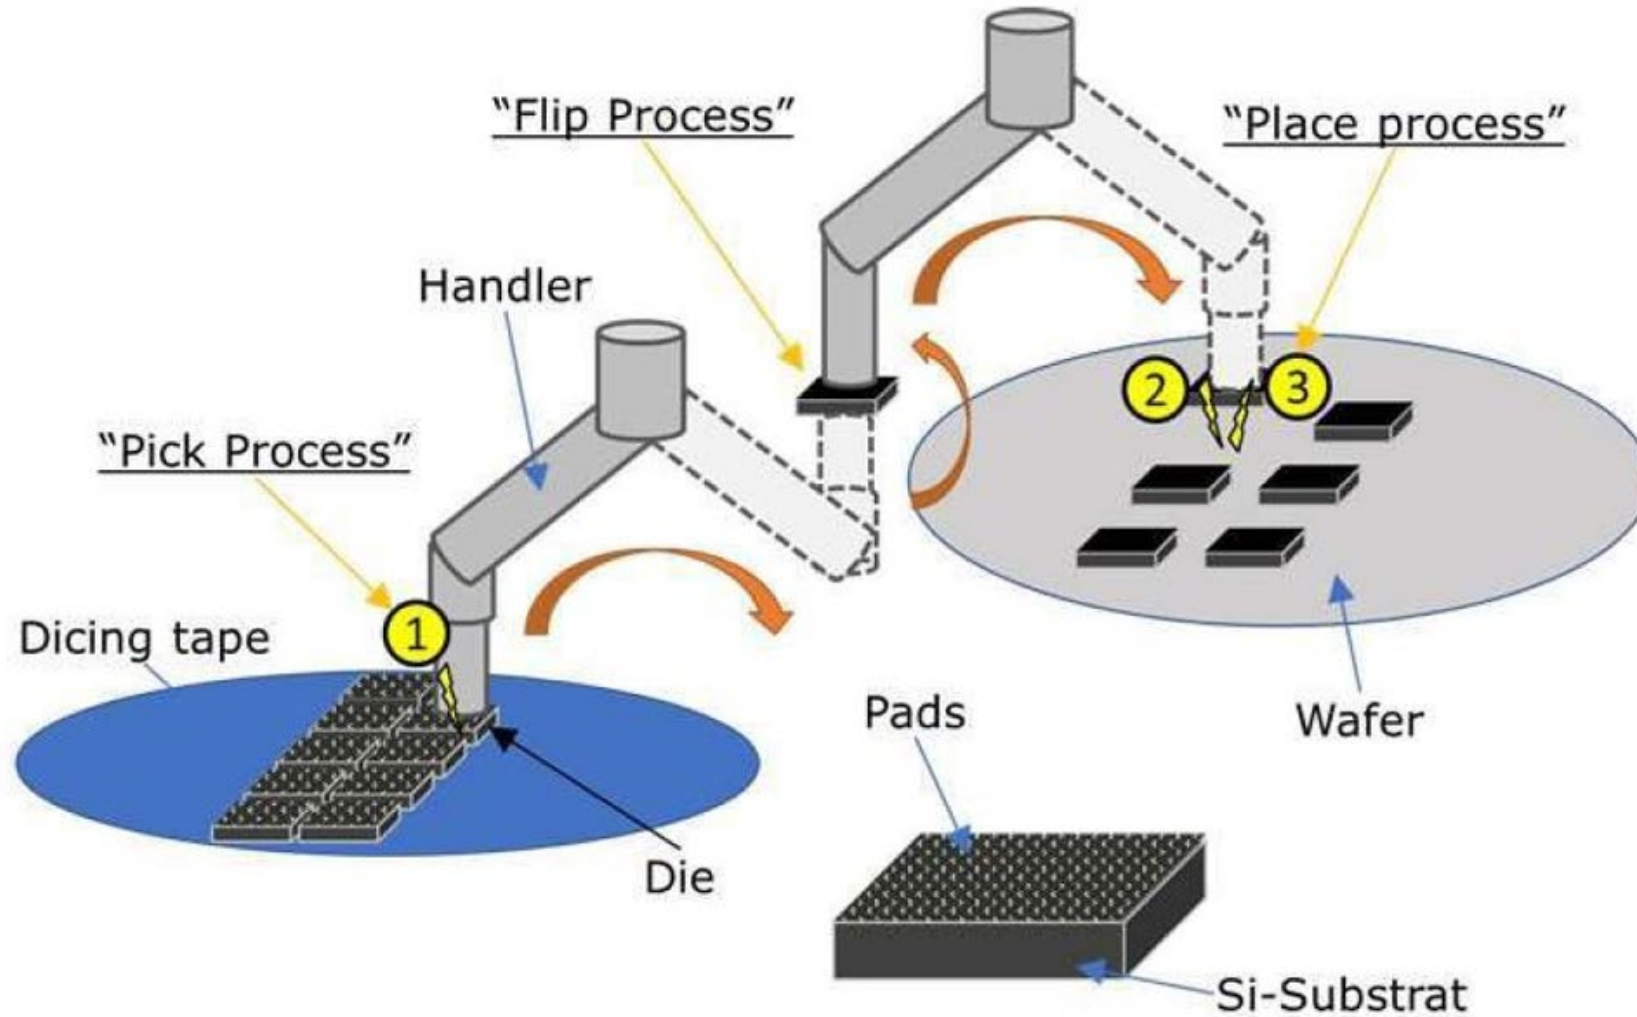 “Flip Process”
“Place process”
Handler
“Pick Process”
2
3
1
Dicing tape
Pads
Wafer
Die
Si-Substrat